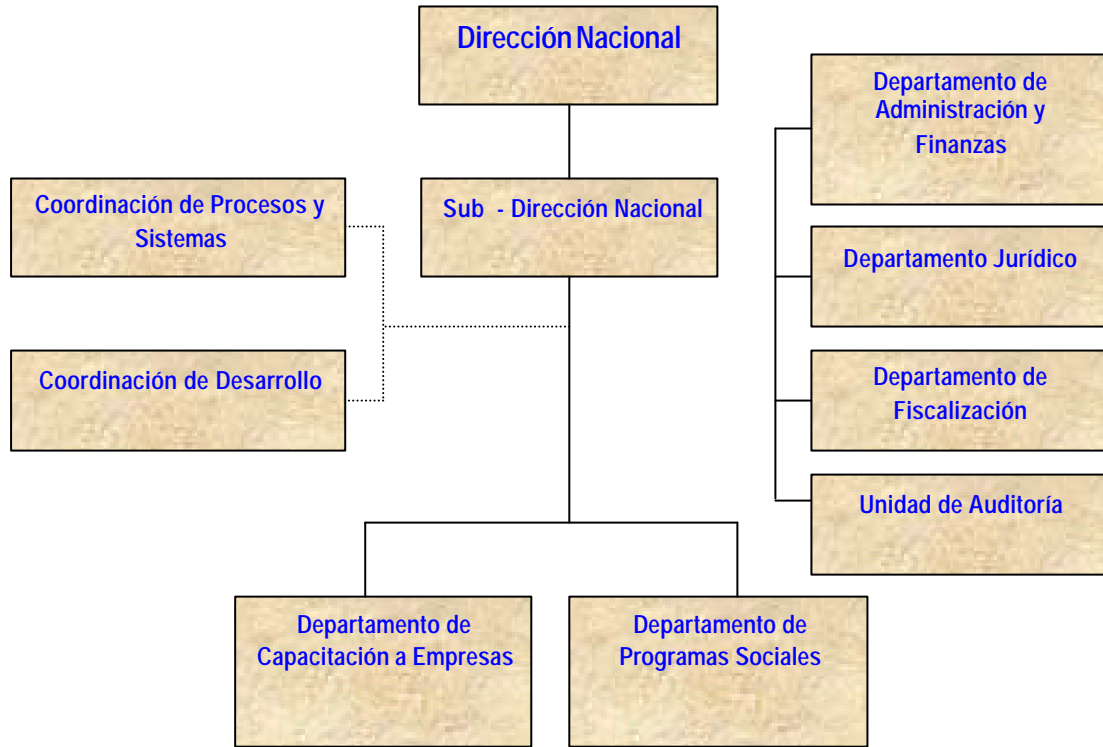 Dirección Nacional
Departamento de
Administración y
Finanzas
Coordinación de Procesos y
Sistemas
Sub - Dirección Nacional
Departamento Jurídico
Coordinación de Desarrollo
Departamento de
Fiscalización
Unidad de Auditoría
Departamento de
Capacitación a Empresas
Departamento de
Programas Sociales